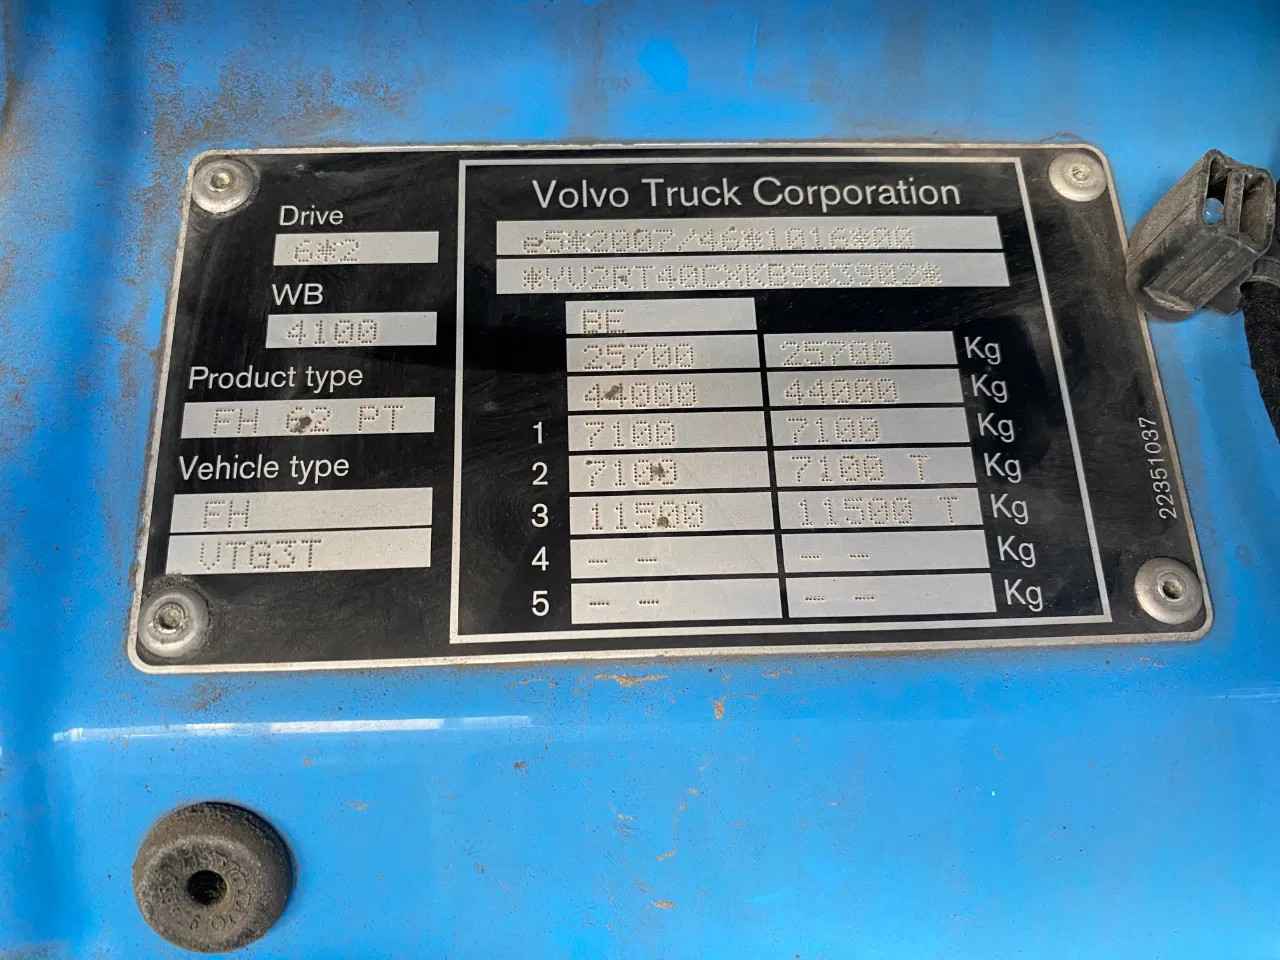 Drive
6*2
WB
4100
Product type
FH 62 PT
Vehicle type
FH
VTG3T
Volvo Truck Corporation
e5*2007/46*1016*00
*YV2RT40CXKB903902*
BE
25700 25700 Kg
44000 44000 Kg
1 7100 7100 Kg
2 7100 7100 T Kg
3 11500 11500 T Kg
4 -- -- -- -- Kg
5 -- -- -- -- Kg
22351037